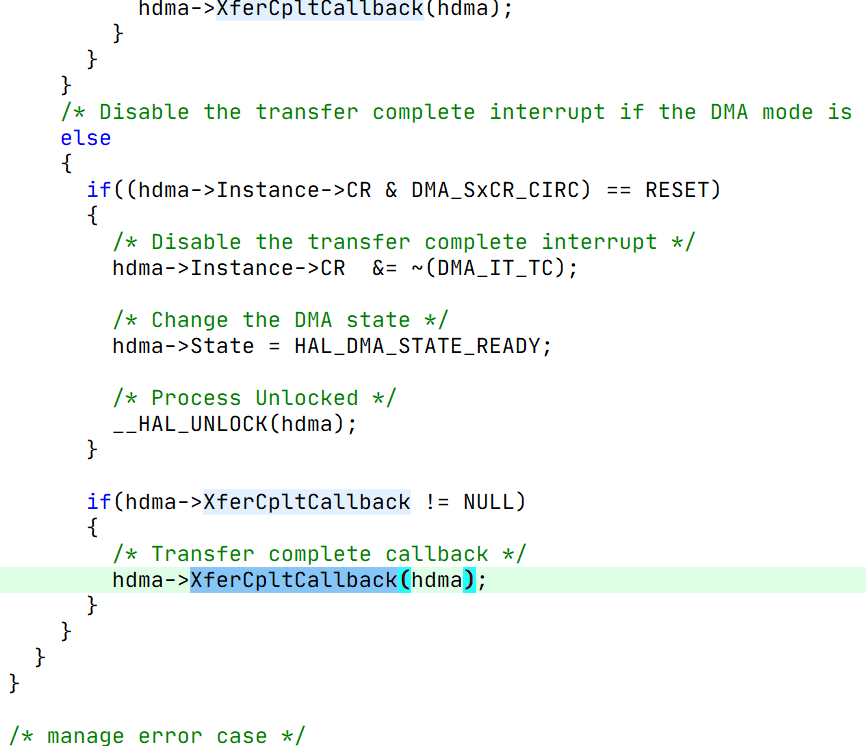 hdma->XferCpltCallback(hdma);
}
}
}
/* Disable the transfer complete interrupt if the DMA mode is
else
{
if((hdma->Instance->CR & DMA_SxCR_CIRC) == RESET)
{
/* Disable the transfer complete interrupt */
hdma->Instance->CR  &= ~(DMA_IT_TC);
/* Change the DMA state */
hdma->State = HAL_DMA_STATE_READY;
/* Process Unlocked */
__HAL_UNLOCK(hdma);
}
if(hdma->XferCpltCallback != NULL)
{
/* Transfer complete callback */
hdma->XferCpltCallback(hdma);
}
}
}
}
/* manage error case */